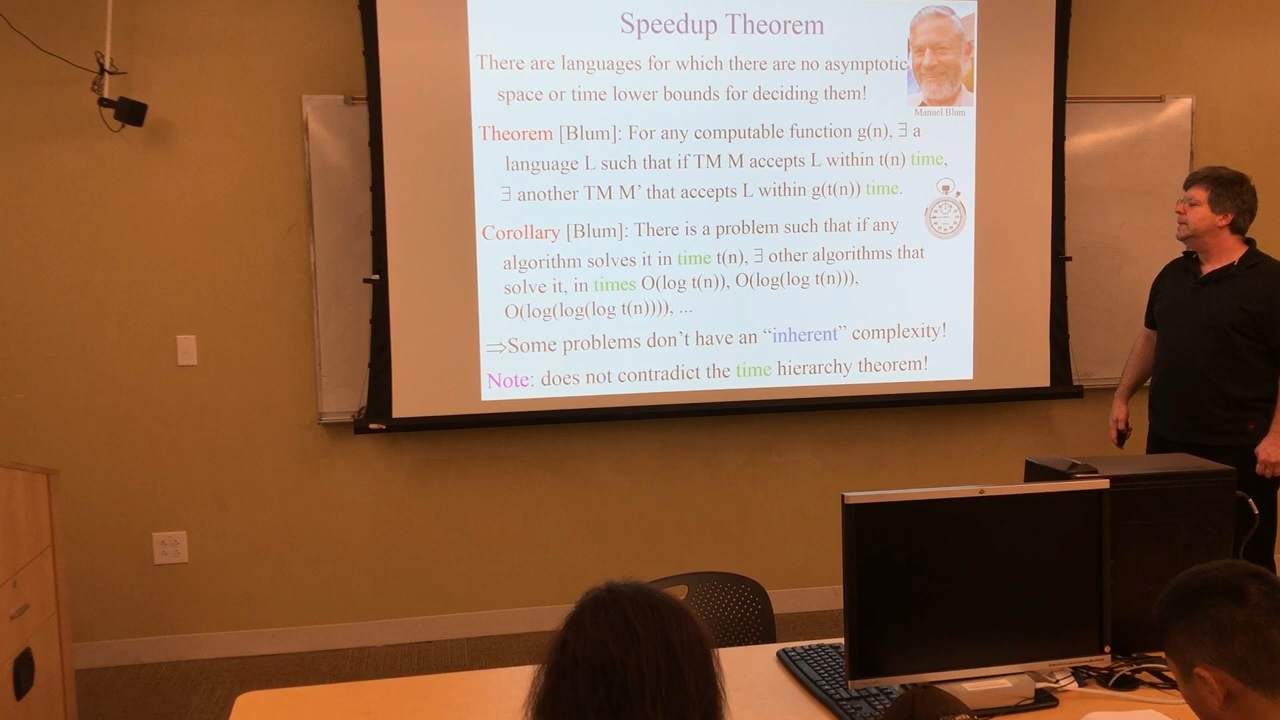 Speedup Theorem
There are languages for which there are no asymptotic
space or time lower bounds for deciding them!
Manuel Blum
Theorem [Blum]: For any computable function g(n), ∃ a
language L such that if TM M accepts L within t(n) time,
∃ another TM M’ that accepts L within g(t(n)) time.
Corollary [Blum]: There is a problem such that if any
algorithm solves it in time t(n), ∃ other algorithms that
solve it, in times O(log t(n)), O(log(log t(n))),
O(log(log(log t(n)))), ...
⇒Some problems don’t have an “inherent” complexity!
Note: does not contradict the time hierarchy theorem!